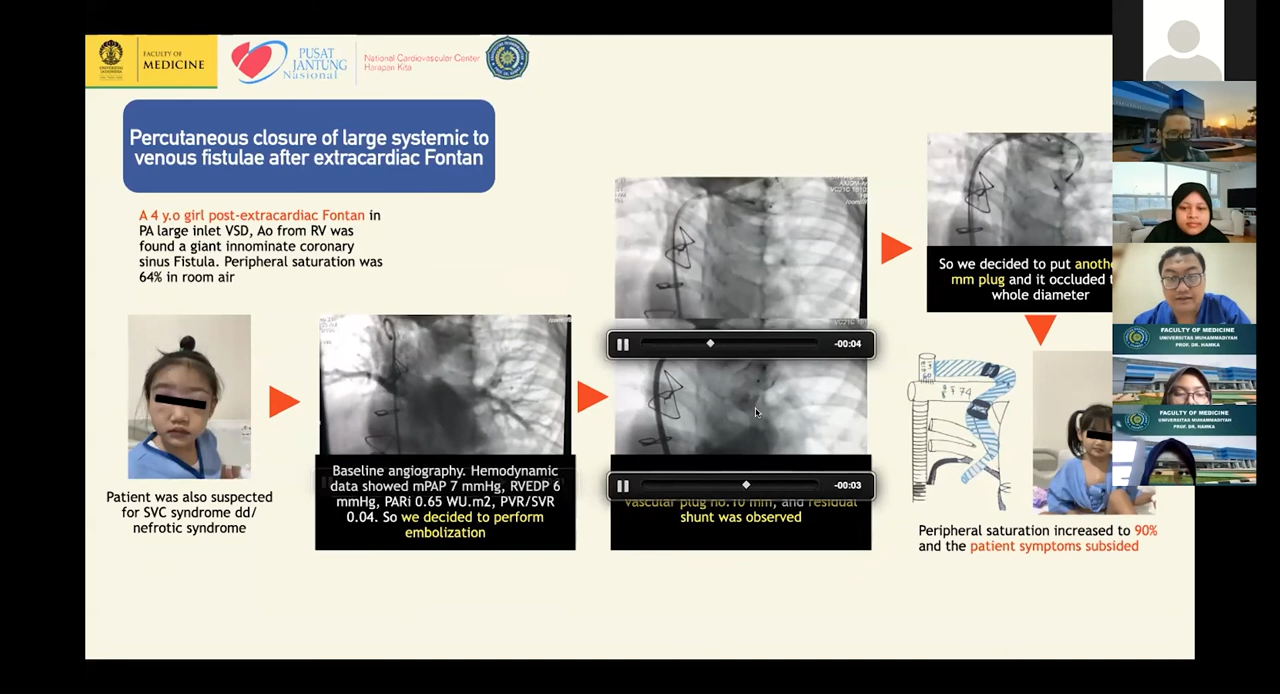 FACULTY OF
MEDICINE
PUSAT
JANTUNG
Nasional
National Cardiovascular Center
Harapan Kita
Percutaneous closure of large systemic to
venous fistulae after extracardiac Fontan
A 4 y.o girl post-extracardiac Fontan in
PA large inlet VSD, Ao from RV was
found a giant innominate coronary
sinus Fistula. Peripheral saturation was
64% in room air
Patient was also suspected
for SVC syndrome dd/
nefrotic syndrome
Baseline angiography. Hemodynamic
data showed mPAP 7 mmHg, RVEDP 6
mmHg, PARi 0.65 WU.m2, PVR/SVR
0.04. So we decided to perform
embolization
-00:04
-00:03
vascular plug no.10 mm, and residual
shunt was observed
So we decided to put
mm plug and it occluded
whole diameter
Peripheral saturation increased to 90%
and the patient symptoms subsided
FACULTY OF MEDICINE
UNIVERSITAS MUHAMMADIYAH
PROF. DR. HAMKA
FACULTY OF MEDICINE
UNIVERSITAS MUHAMMADIYAH
PROF. DR. HAMKA